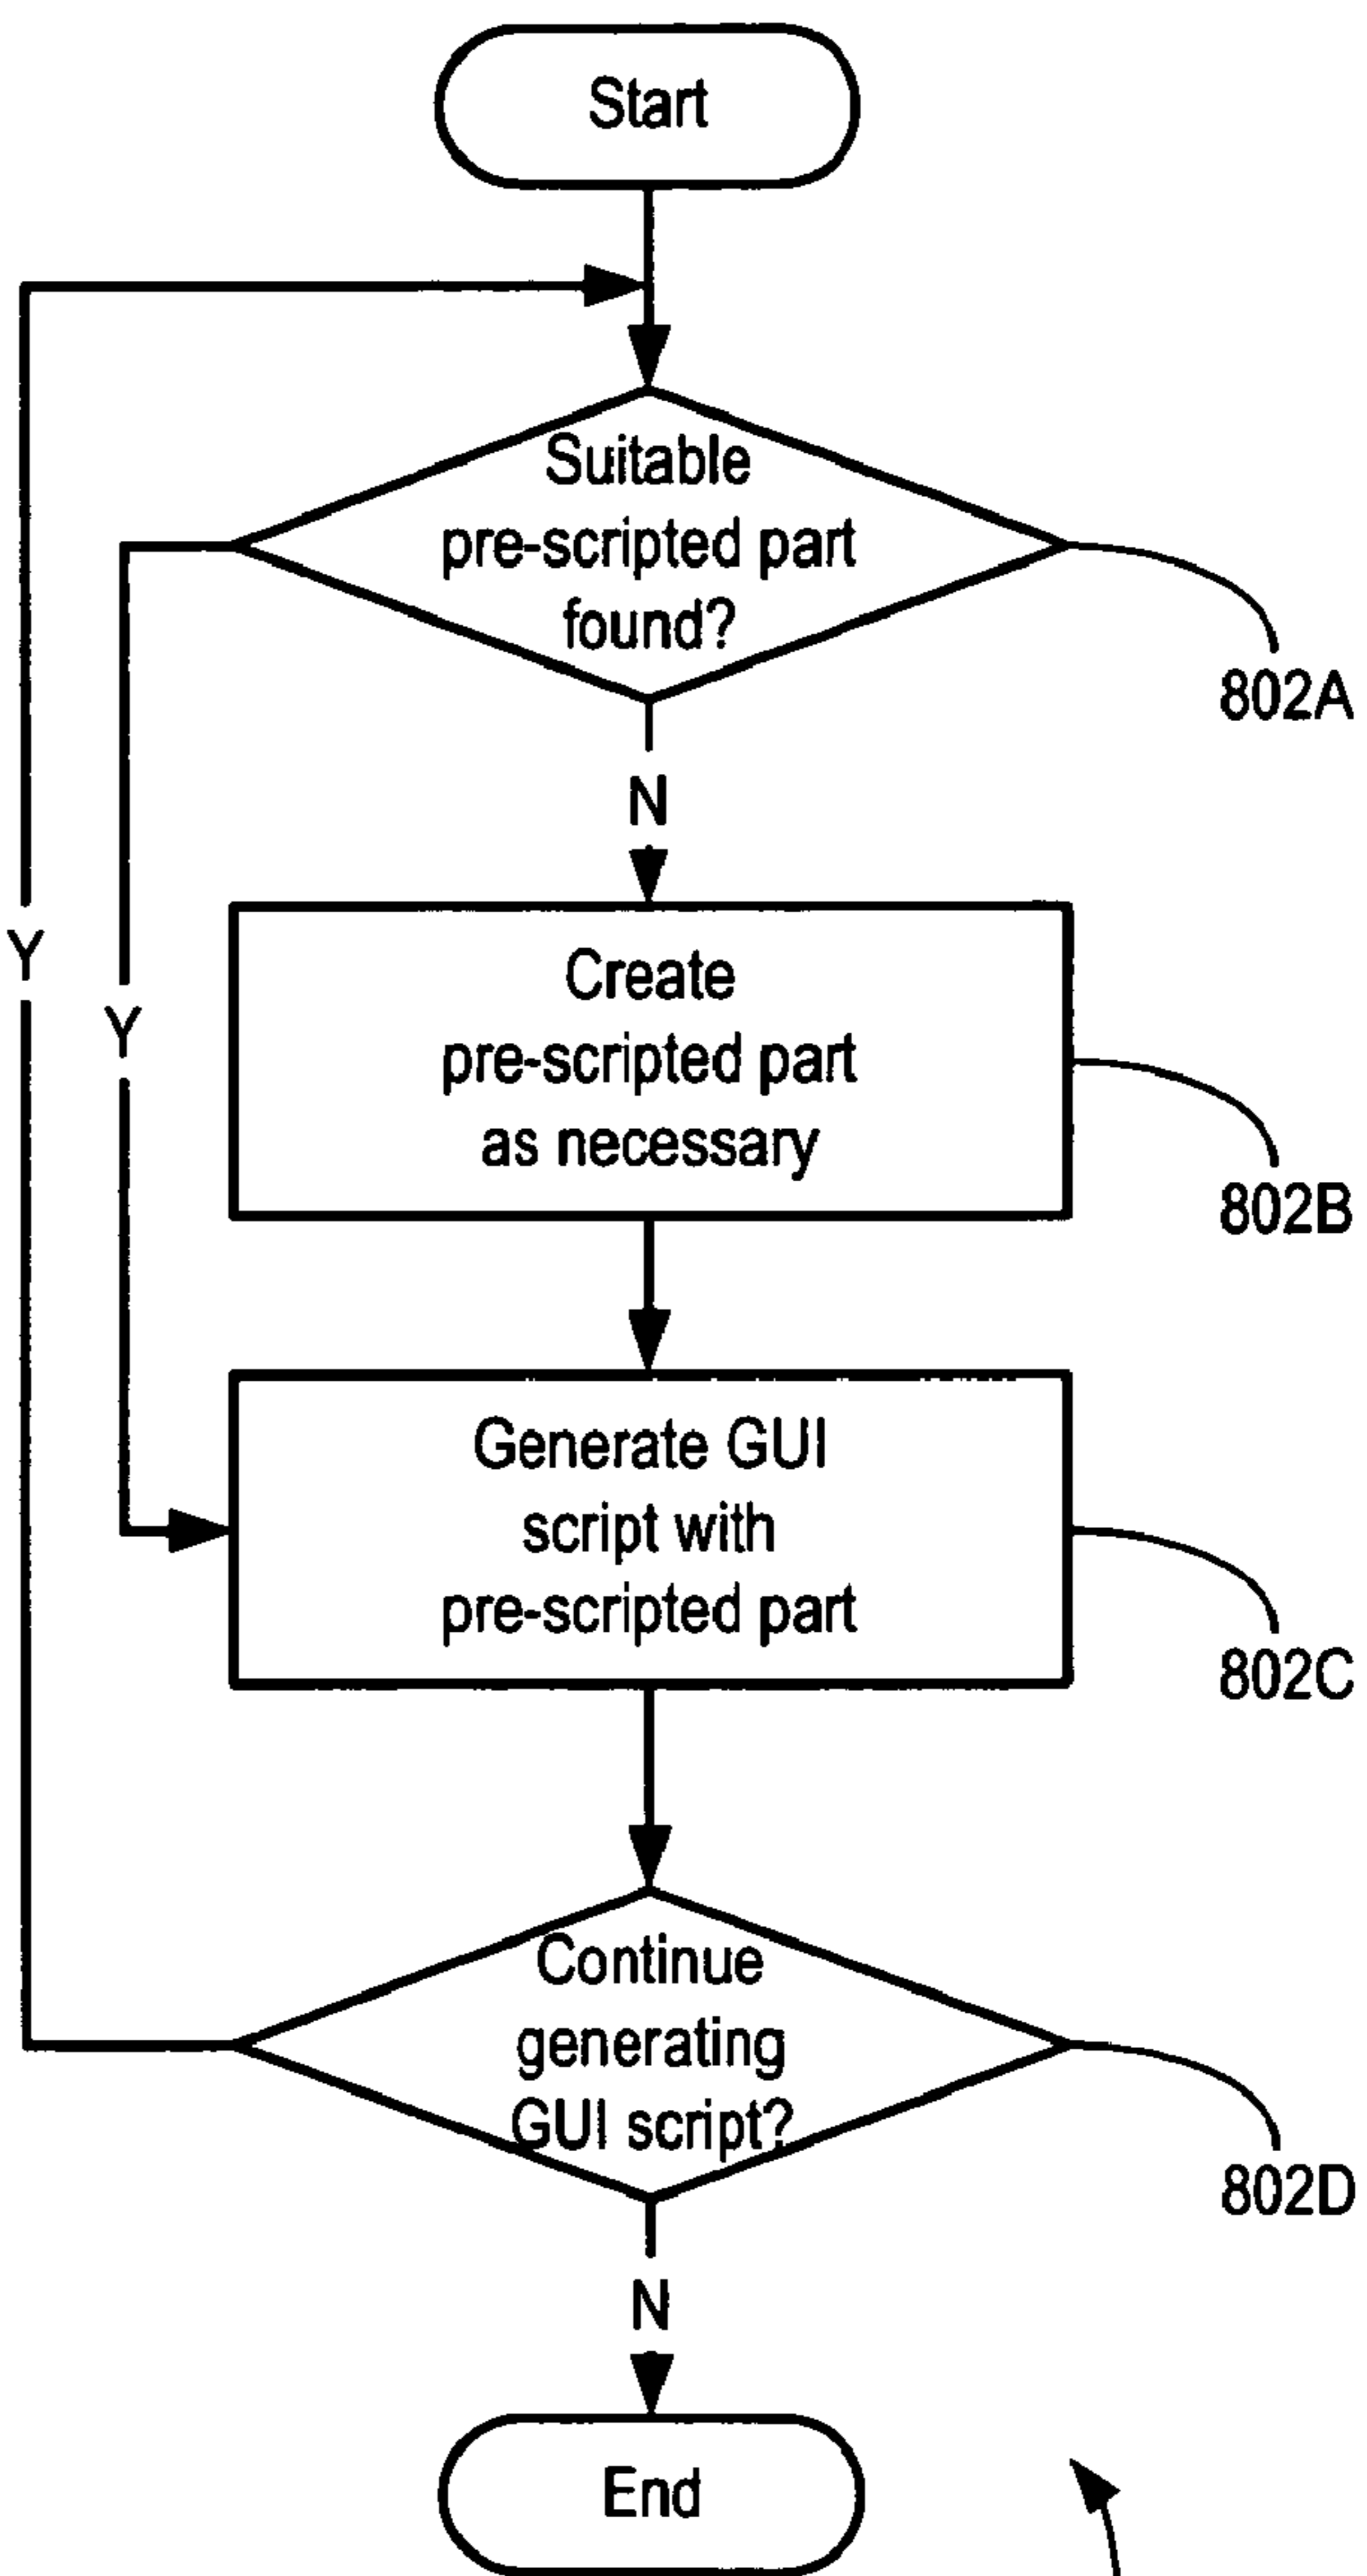 Start
Suitable
pre-scripted part
found?
802A
N
Create
pre-scripted part
as necessary
802B
Y
Y
Generate GUI
script with
pre-scripted part
802C
Continue
generating
GUI script?
802D
N
End